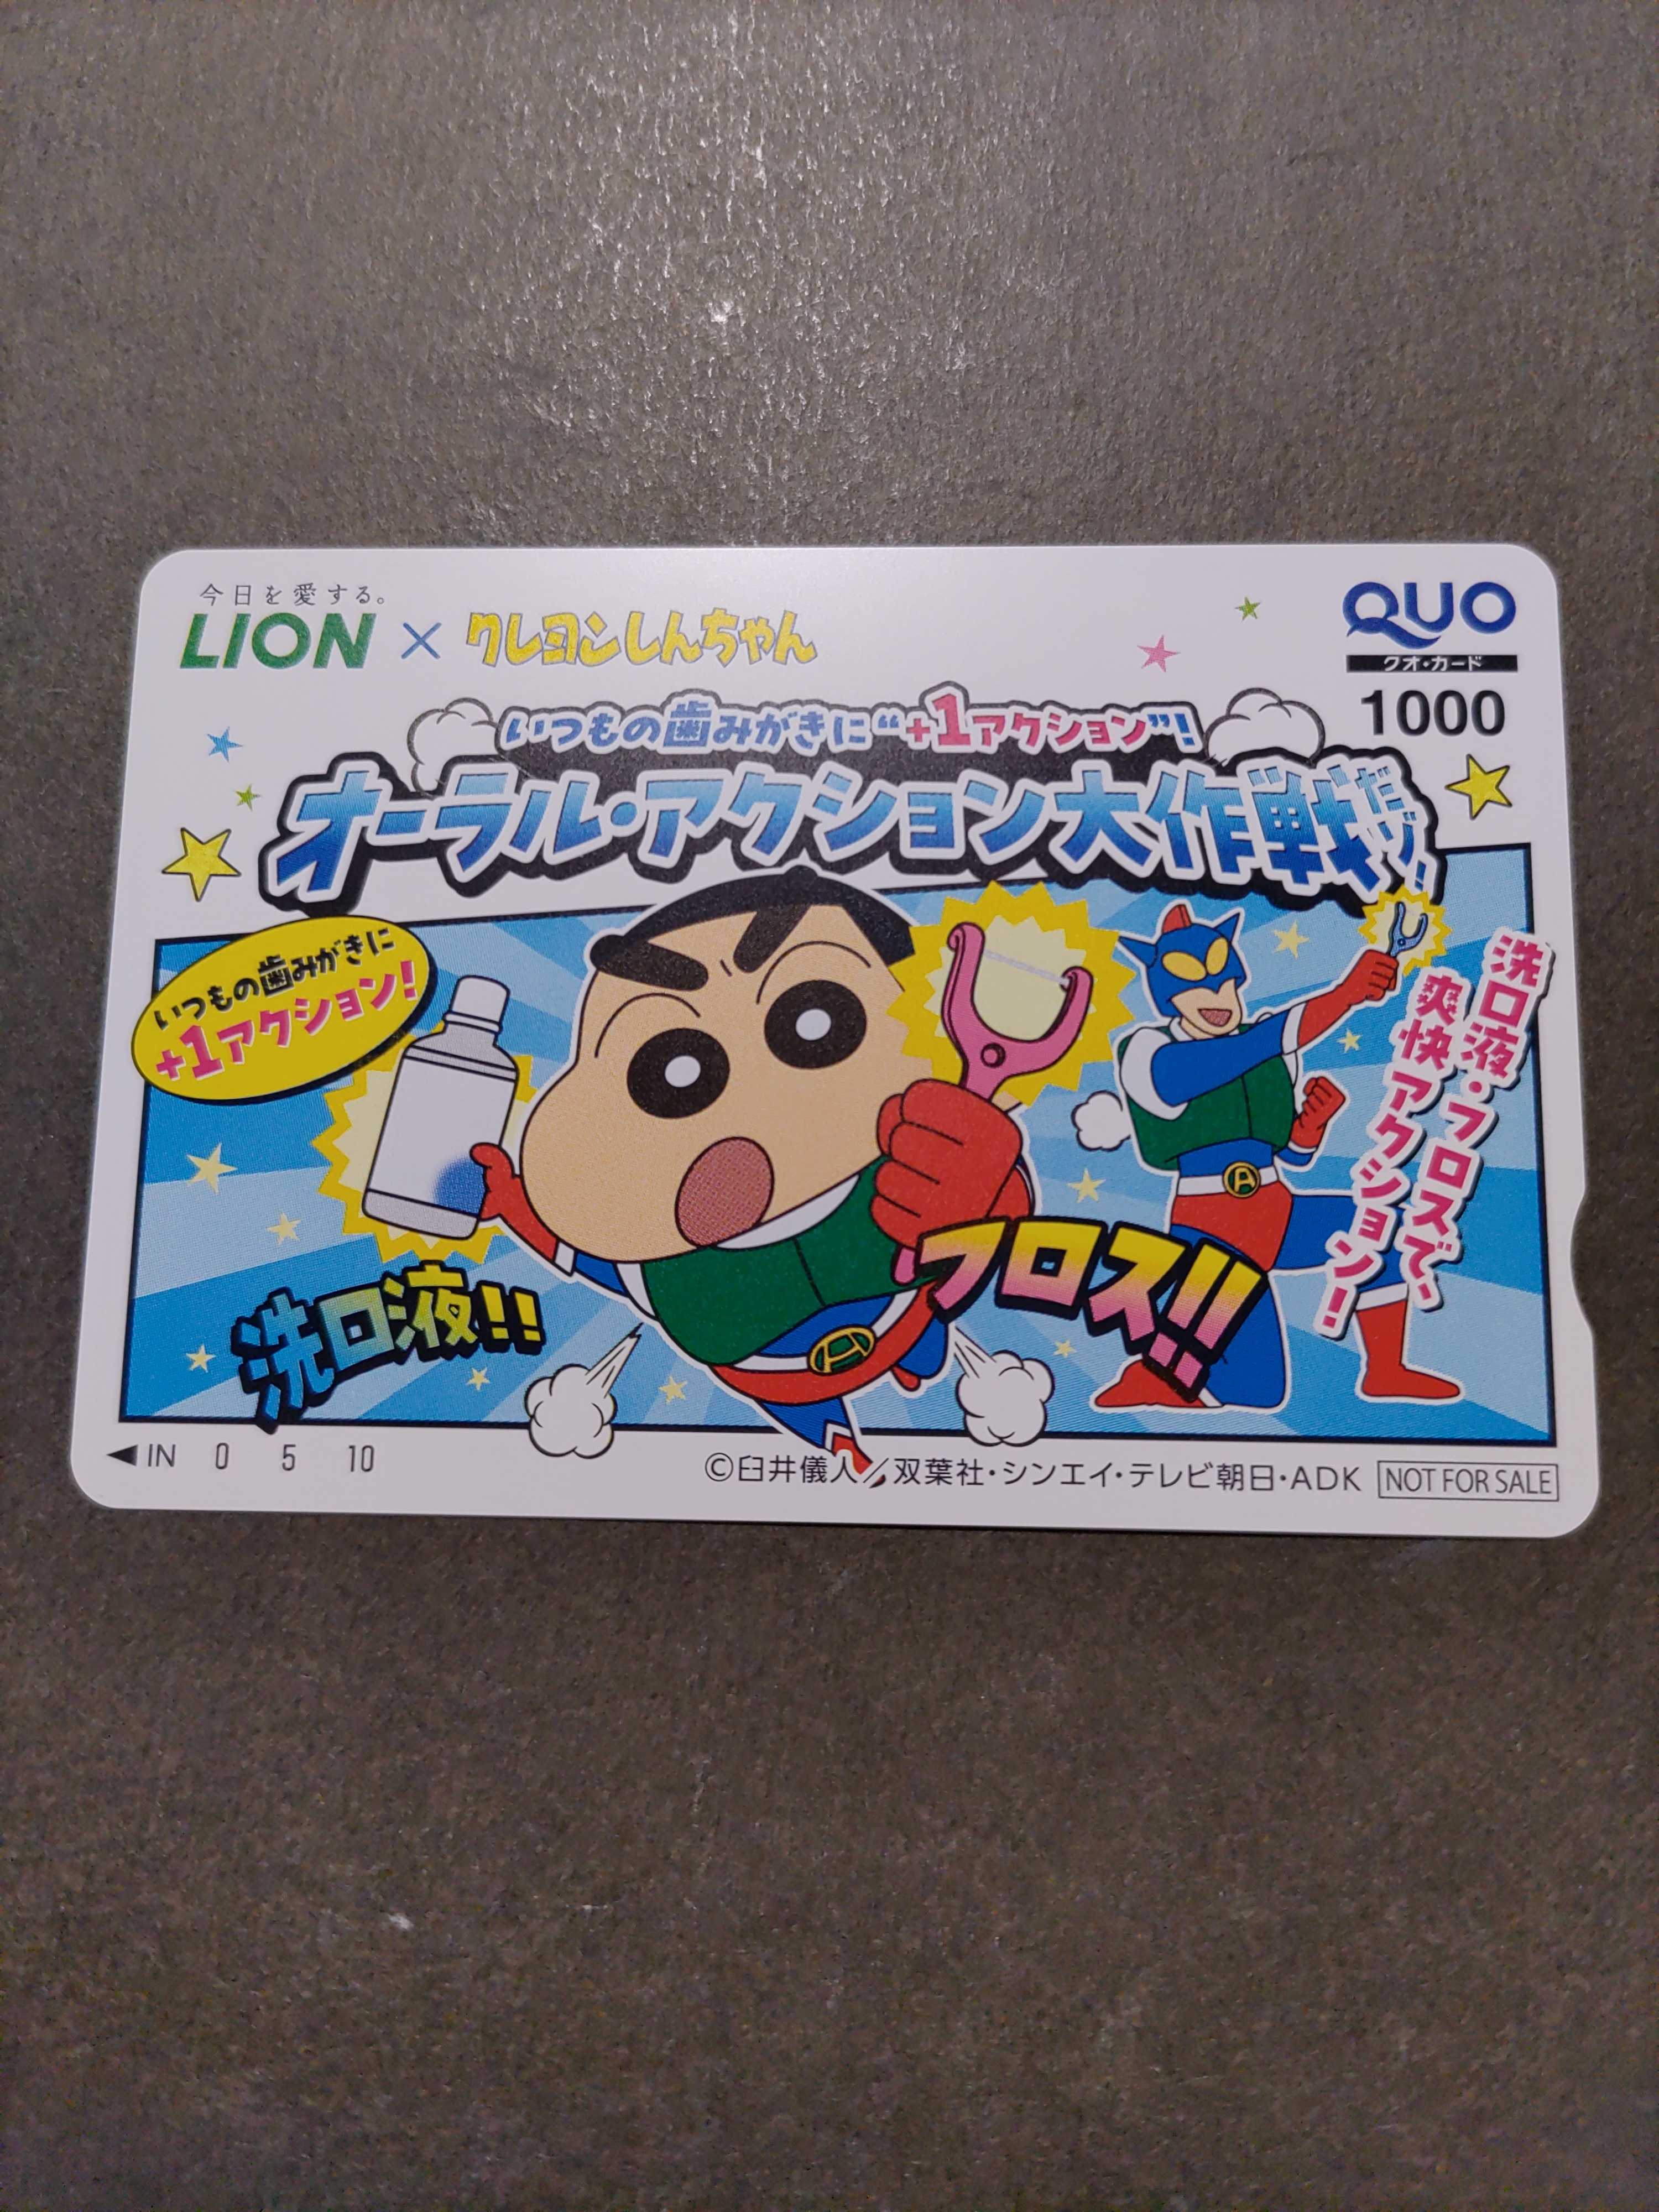 今日を愛する。
LION × クレヨンしんちゃん
QUO
クオ・カード
1000
いつもの歯みがきに“+1アクション”!
オーラル・アクション大作戦だゾ!
いつもの歯みがきに
+1アクション!
洗口液・フロスで、
爽快アクション!
洗口液!!
フロス!!
A
A
◀IN 0 5 10
©臼井儀人/双葉社・シンエイ・テレビ朝日・ADK NOT FOR SALE